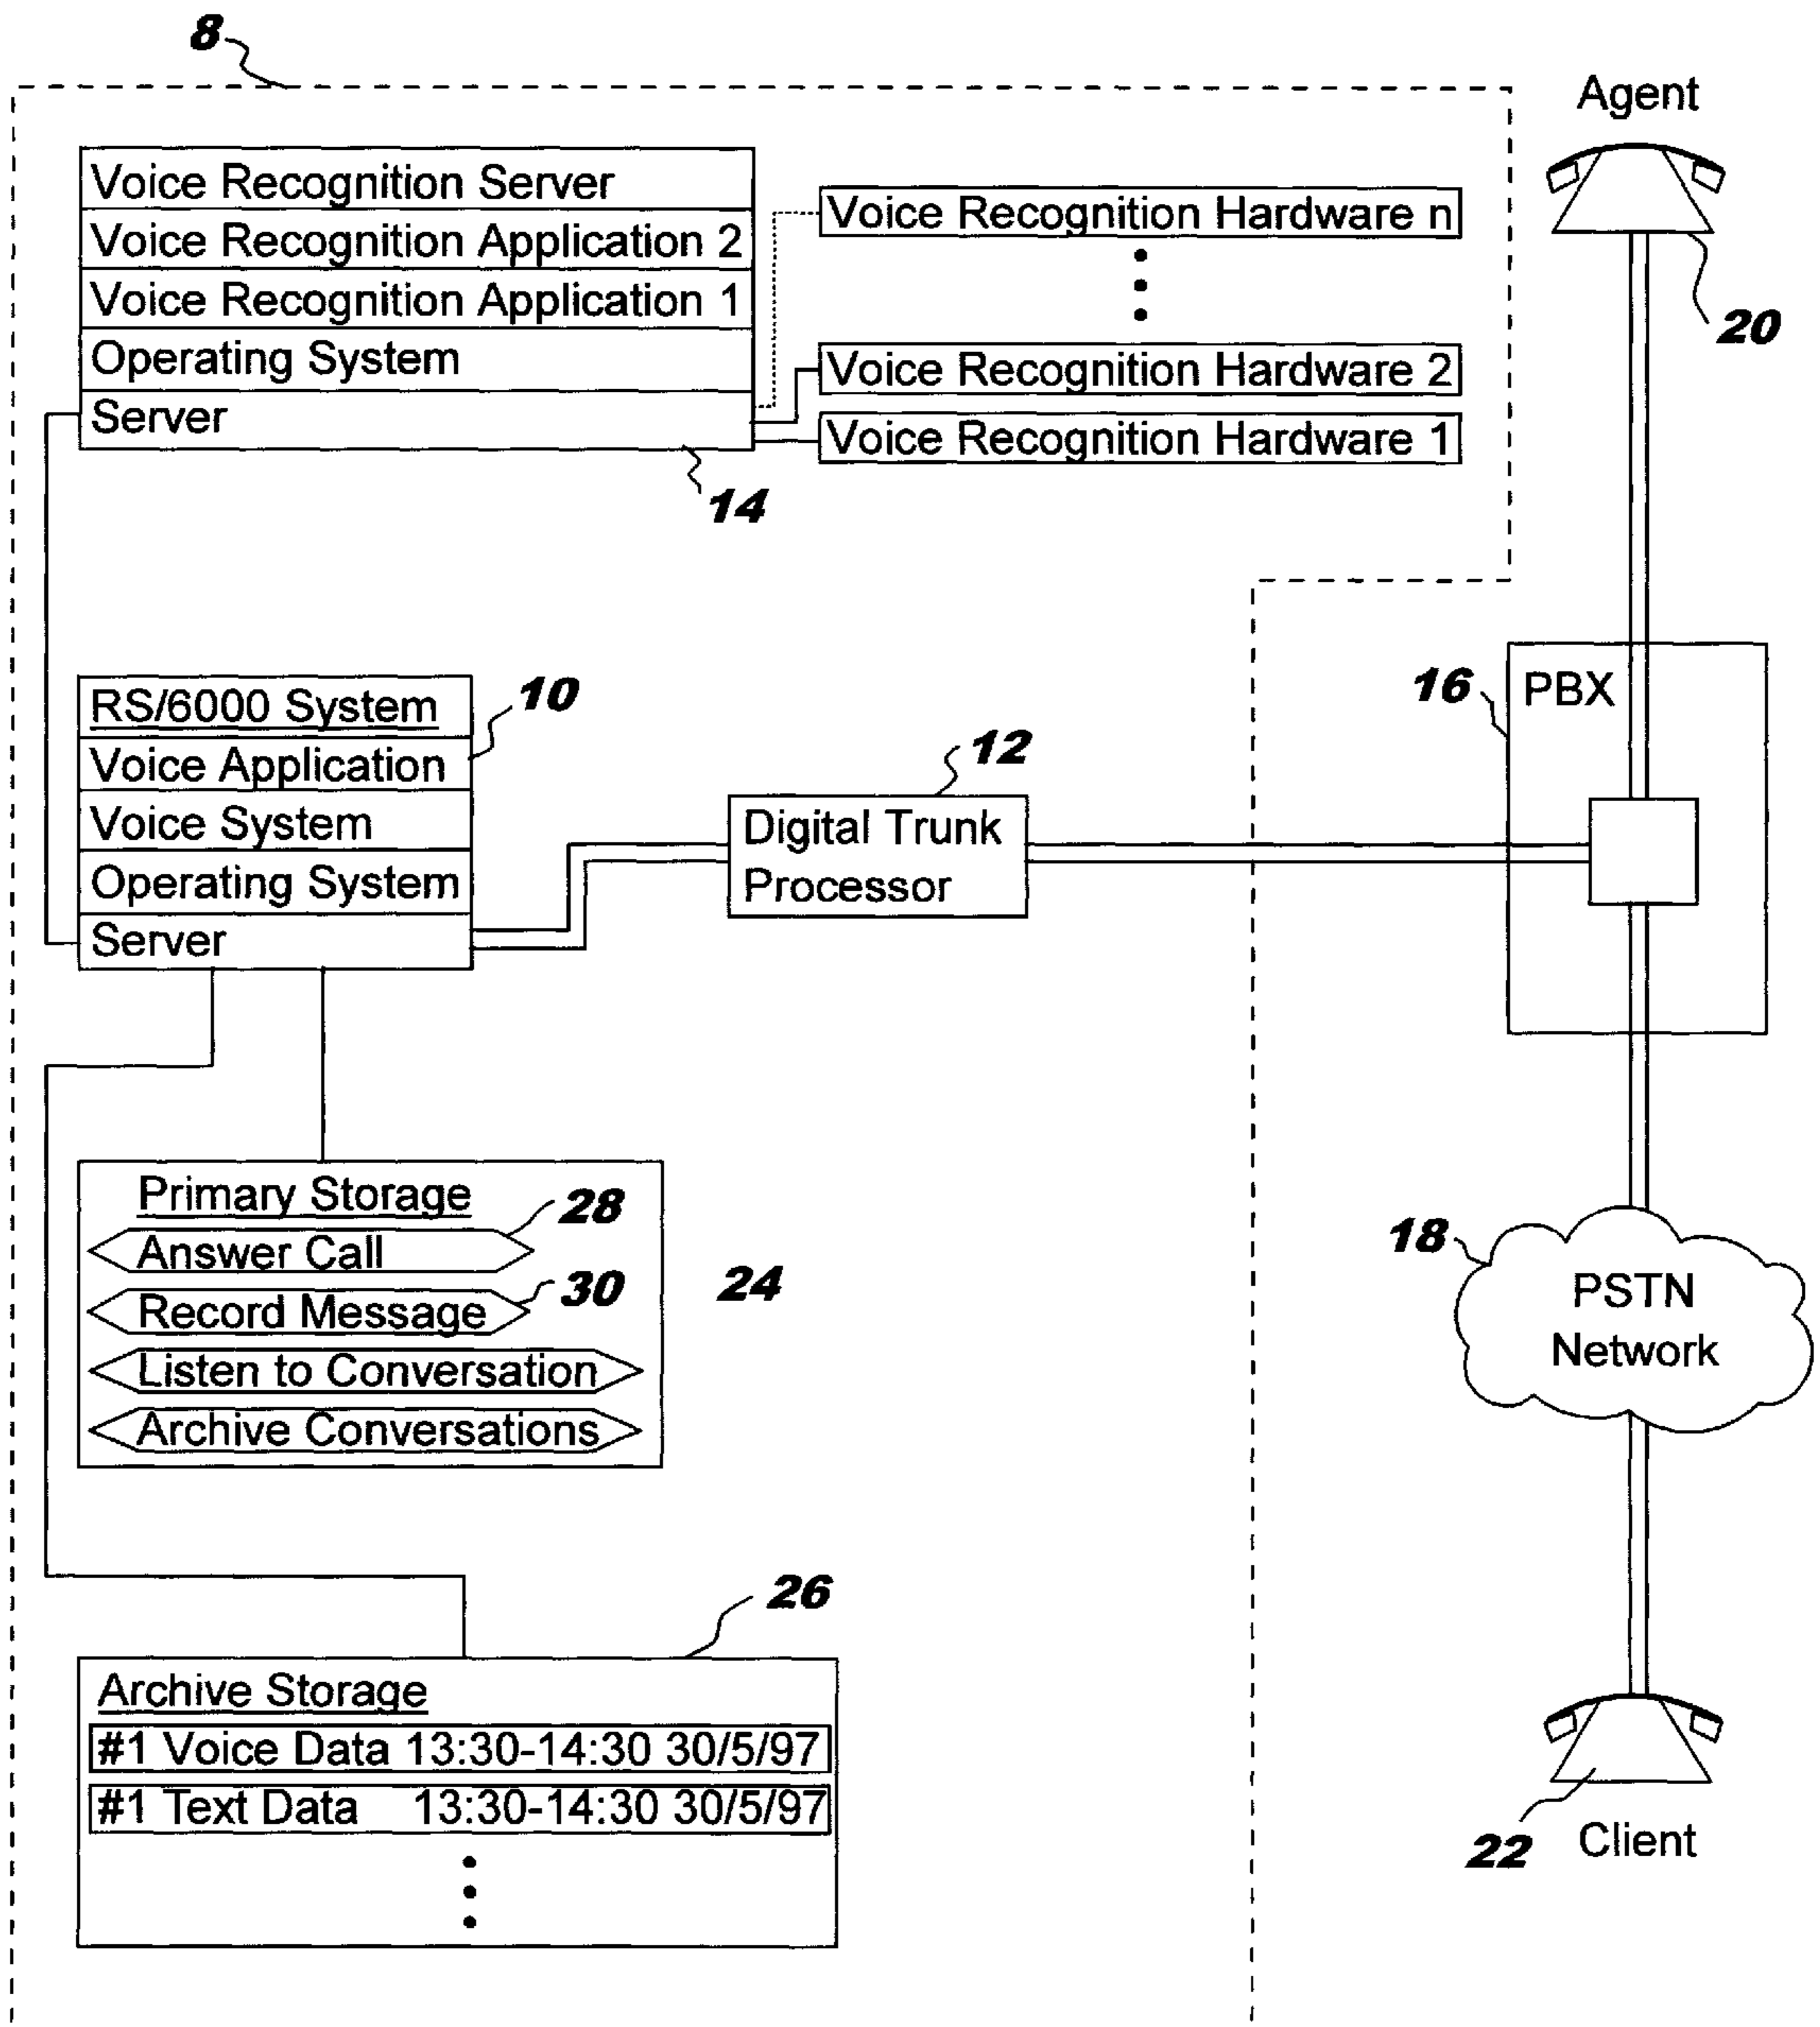 8
Agent
Voice Recognition Server
Voice Recognition Application 2
Voice Recognition Application 1
Operating System
Server
14
Voice Recognition Hardware n
Voice Recognition Hardware 2
Voice Recognition Hardware 1
20
RS/6000 System
Voice Application
Voice System
Operating System
Server
10
12
Digital Trunk
Processor
16
PBX
Primary Storage
Answer Call
Record Message
Listen to Conversation
Archive Conversations
28
30
24
18
PSTN
Network
26
Archive Storage
#1 Voice Data 13:30-14:30 30/5/97
#1 Text Data 13:30-14:30 30/5/97
22
Client